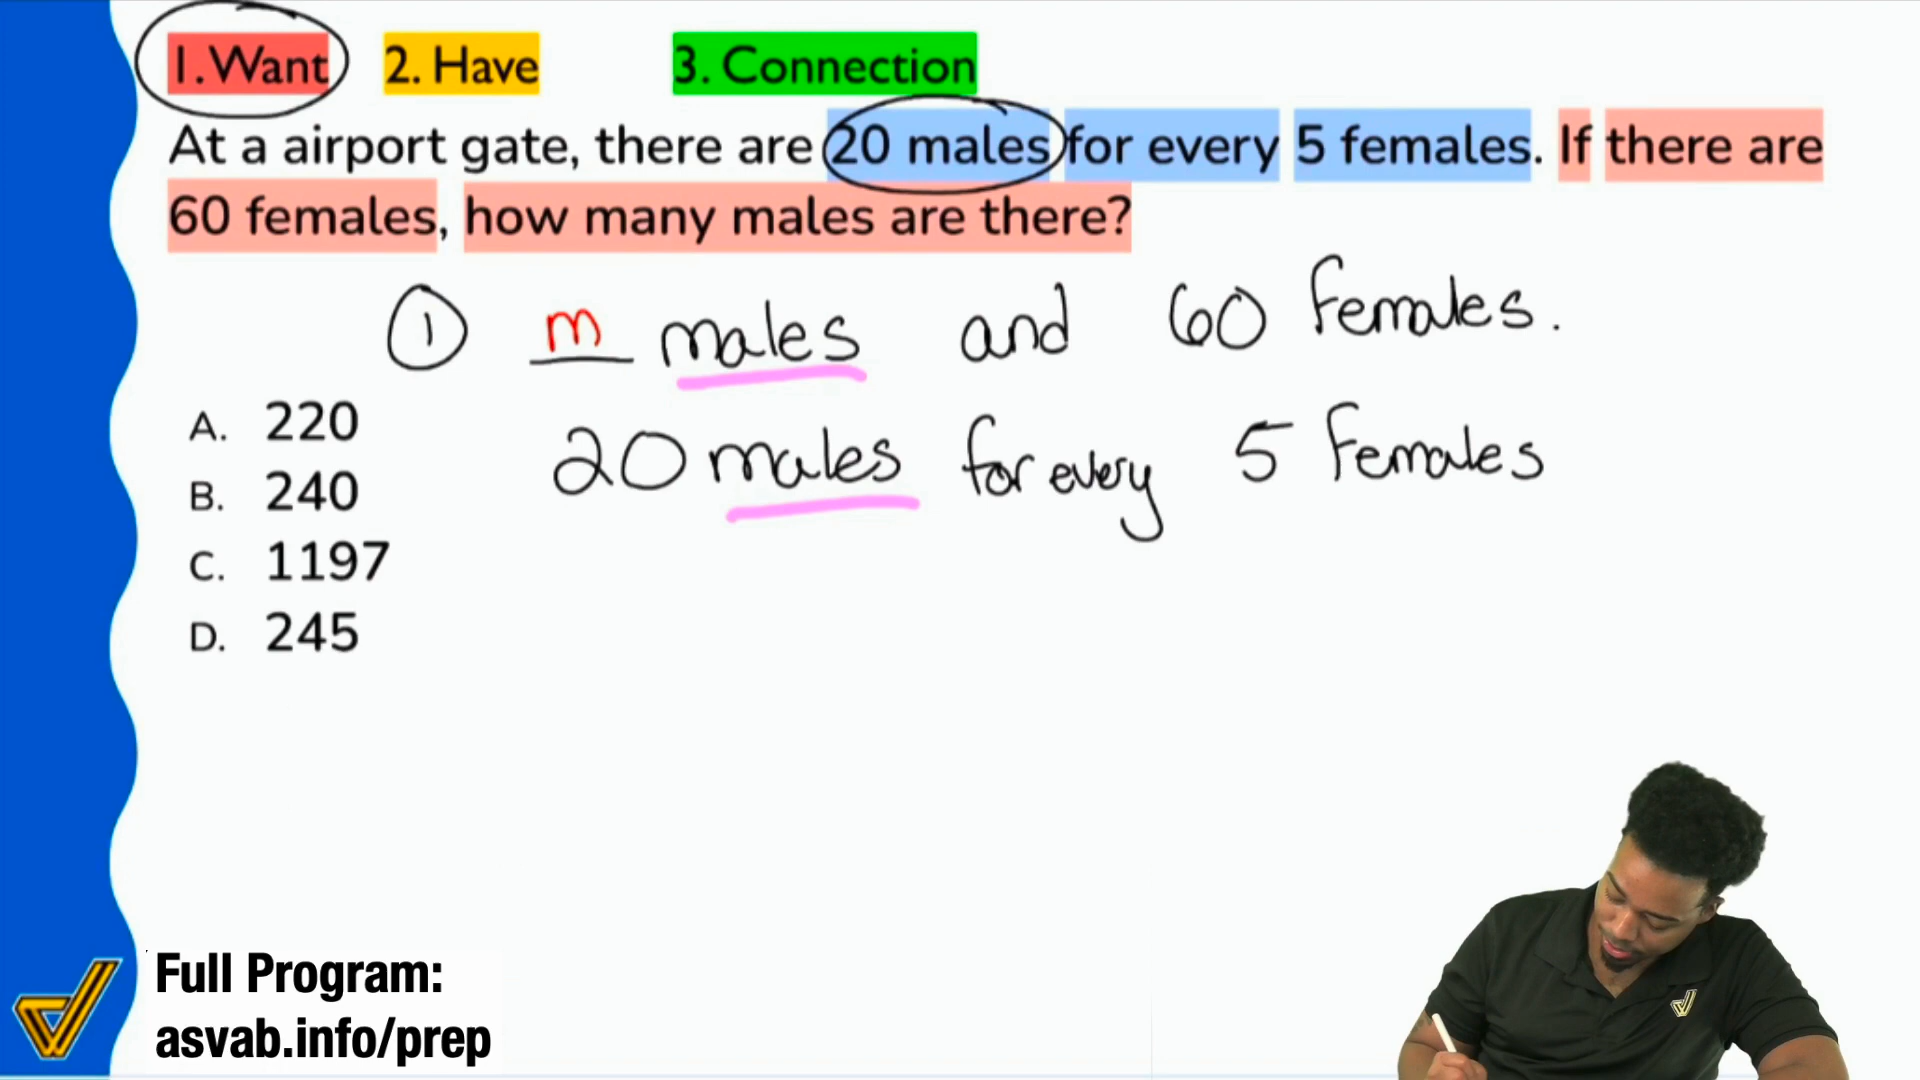 1. Want 2. Have 3. Connection
At a airport gate, there are 20 males for every 5 females. If there are
60 females, how many males are there?
1 m males and 60 Females.
20 males for every 5 Females
A. 220
B. 240
C. 1197
D. 245
Full Program:
asvab.info/prep